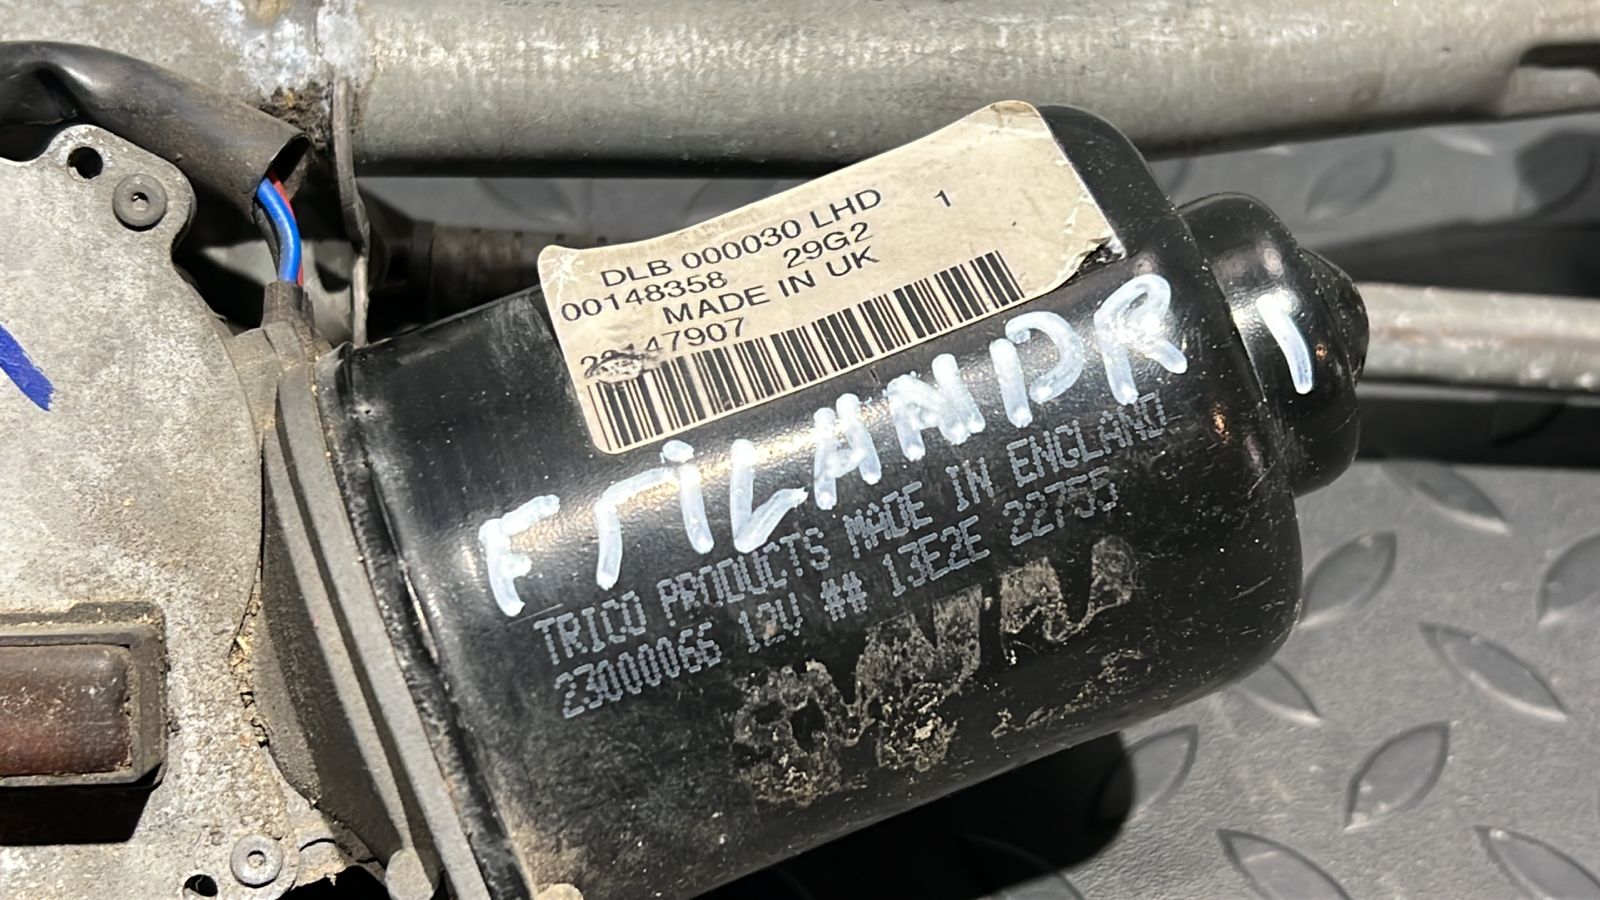 DLB 000030 LHD 1
00148358 29G2
MADE IN UK
28147907
FriLANDR 1
TRICO PRODUCTS MADE IN ENGLAND
23000066 12V ## 13E2E 22755